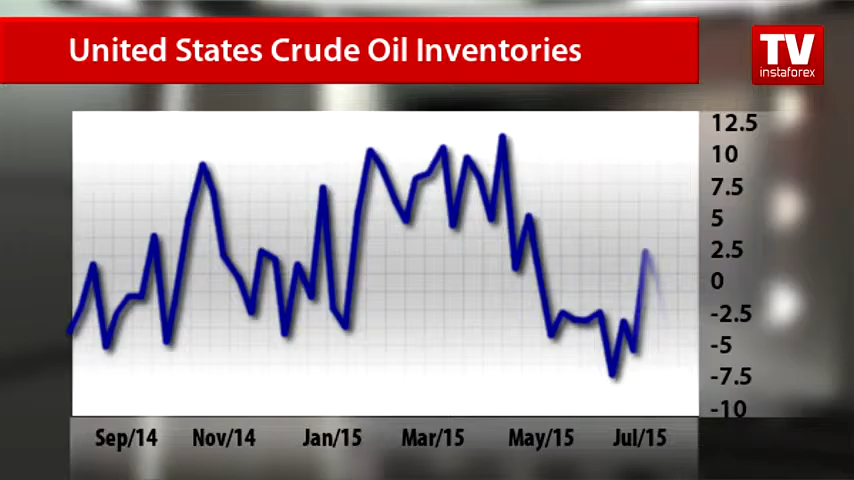 United States Crude Oil Inventories
TV
instaforex
12.5
10
7.5
5
2.5
0
-2.5
-5
-7.5
-10
Sep/14 Nov/14 Jan/15 Mar/15 May/15 Jul/15